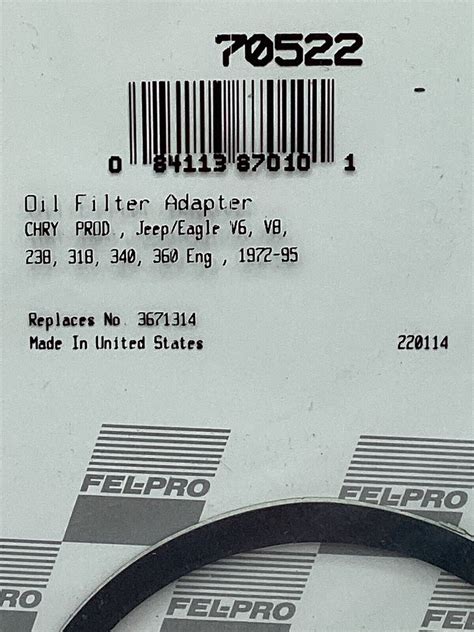 70522
0 84113 87010 1
Oil Filter Adapter
CHRY PROD., Jeep/Eagle V6, V8,
238, 318, 340, 360 Eng., 1972-95
Replaces No. 3671314
Made In United States
220114
FEL-PRO
FEL-PRO
PRO
FEL-PRO
FE